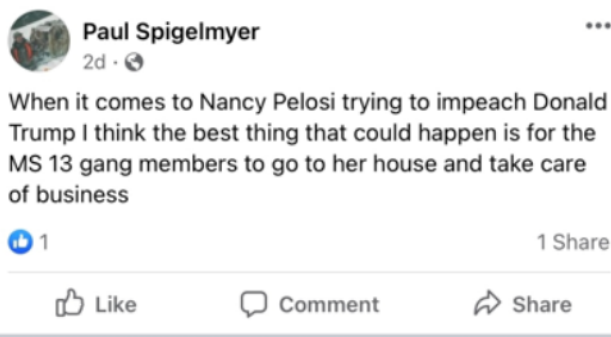 Paul Spigelmyer
2d ·
When it comes to Nancy Pelosi trying to impeach Donald
Trump I think the best thing that could happen is for the
MS 13 gang members to go to her house and take care
of business
1
1 Share
Like
Comment
Share